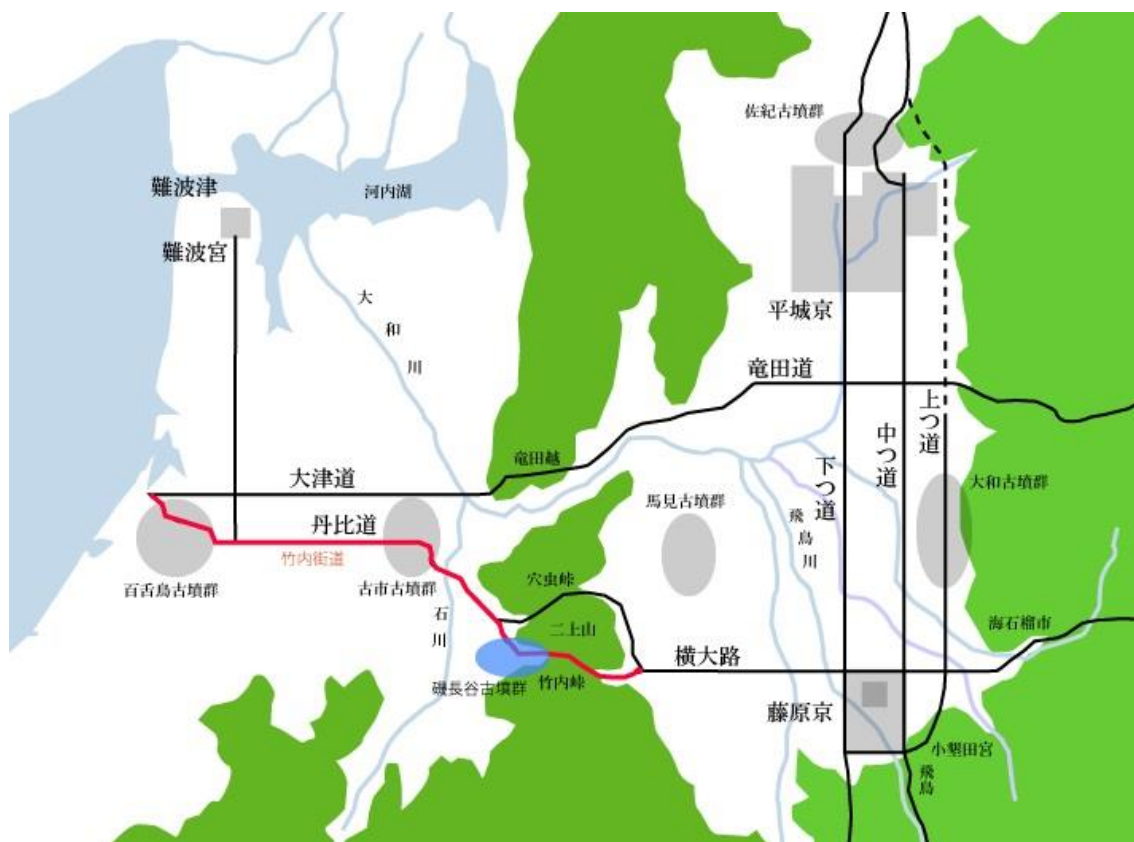 佐紀古墳群
難波津
河内湖
難波宮
大和川
平城京
竜田道
上つ道
中つ道
下つ道
竜田越
大津道
大和古墳群
馬見古墳群
飛鳥川
丹比道
竹内街道
穴虫峠
百舌鳥古墳群
古市古墳群
石川
二上山
海石榴市
横大路
磯長谷古墳群
竹内峠
藤原京
小墾田宮
飛鳥